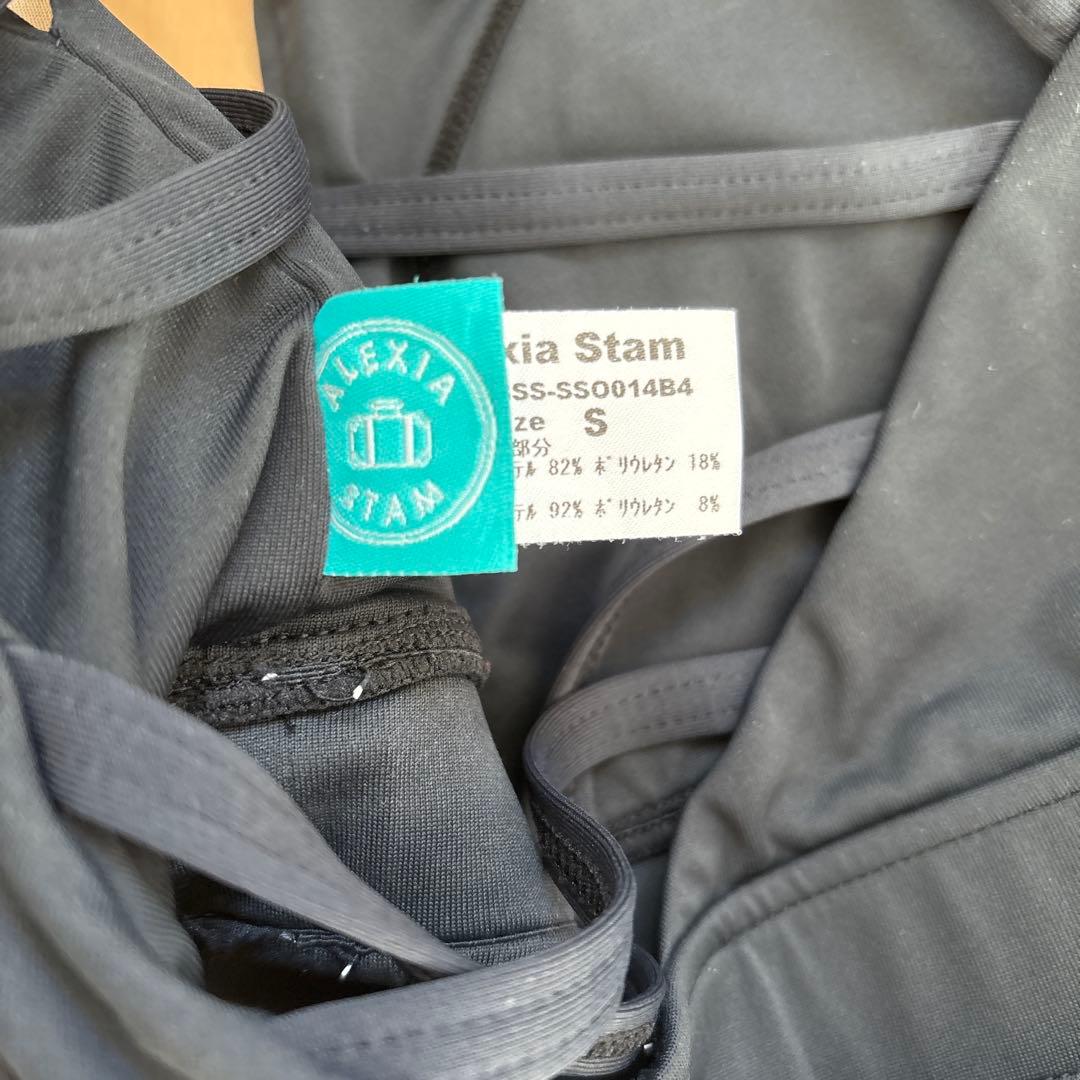 ALEXIA
STAM
xia Stam
SS-SSO014B4
ze S
部分
テル 82% ポリウレタン 18%
テル 92% ポリウレタン 8%